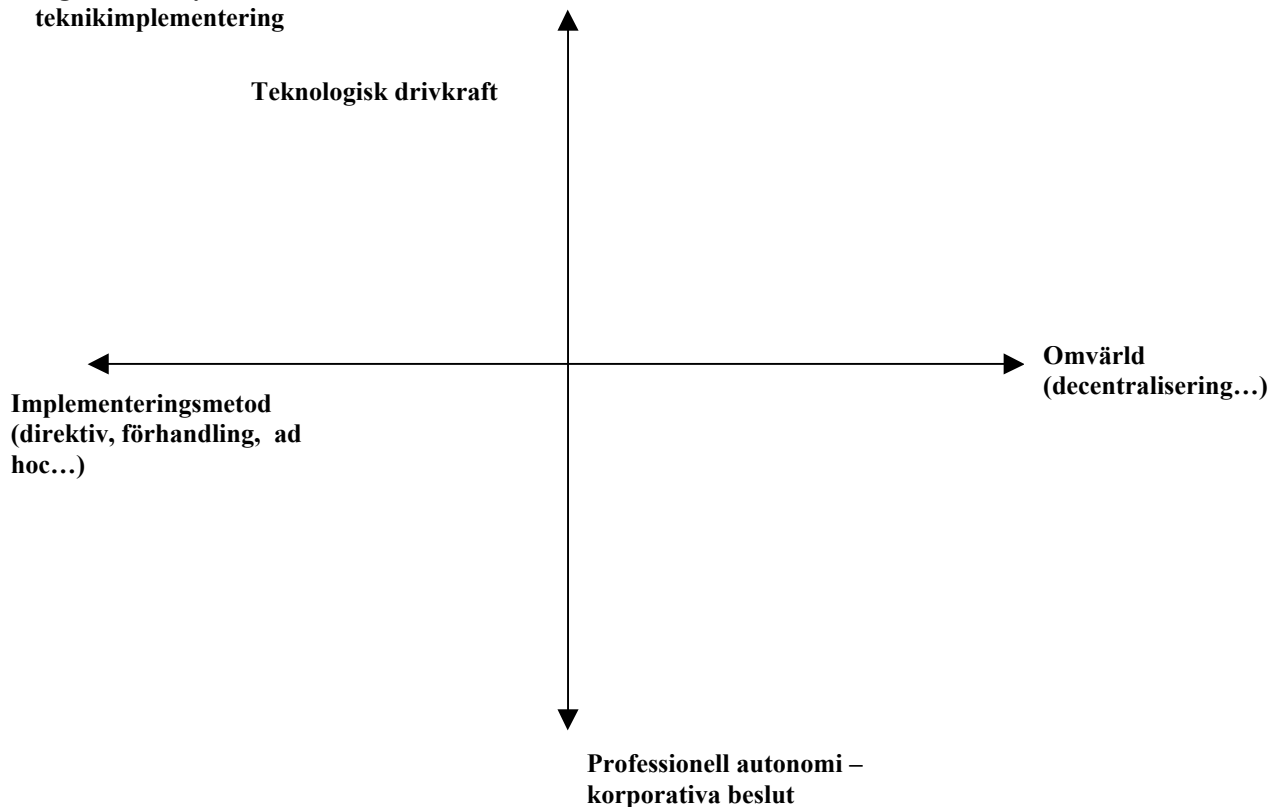 teknikimplementering
Teknologisk drivkraft
Omvärld
(decentralisering…)
Implementeringsmetod
(direktiv, förhandling, ad
hoc…)
Professionell autonomi –
korporativa beslut